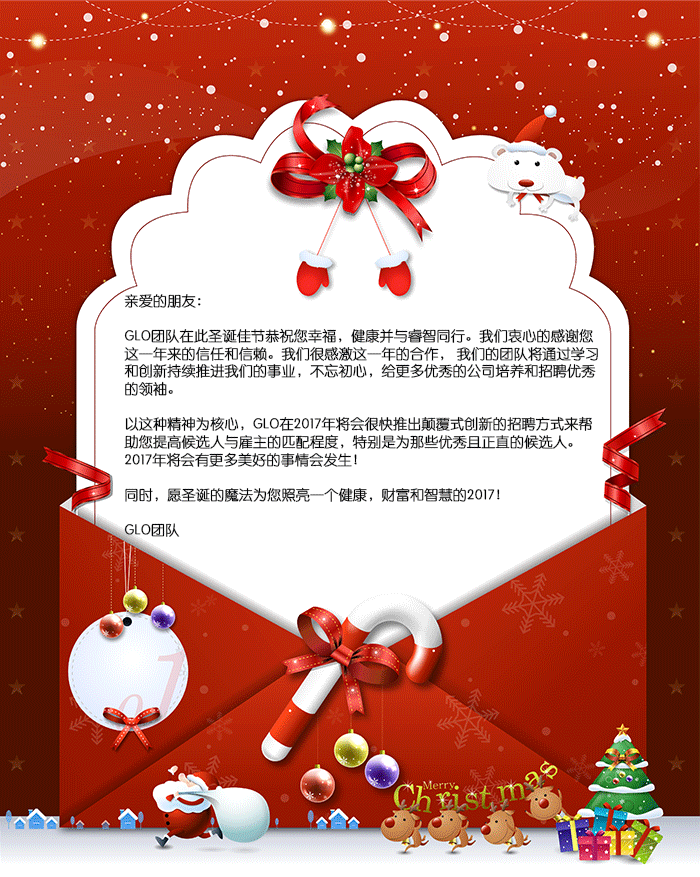 亲爱的朋友：
GLO团队在此圣诞佳节恭祝您幸福，健康并与睿智同行。我们衷心的感谢您
这一年来的信任和信赖。我们很感激这一年的合作， 我们的团队将通过学习
和创新持续推进我们的事业，不忘初心，给更多优秀的公司培养和招聘优秀
的领袖。
以这种精神为核心，GLO在2017年将会很快推出颠覆式创新的招聘方式来帮
助您提高候选人与雇主的匹配程度，特别是为那些优秀且正直的候选人。
2017年将会有更多美好的事情会发生！
同时，愿圣诞的魔法为您照亮一个健康，财富和智慧的2017！
GLO团队
Merry
Christmas